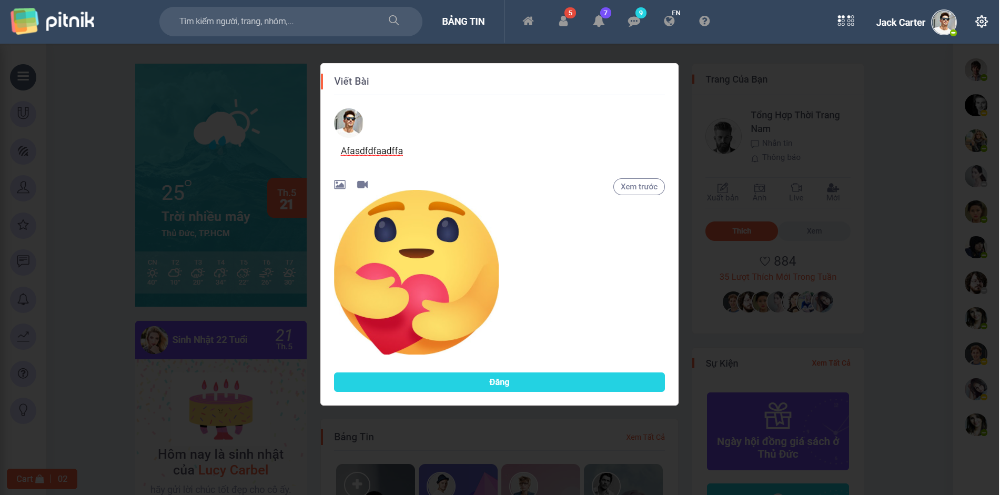 pitnik
Tìm kiếm người, trang, nhóm,...
BẢNG TIN
5
7
9
EN
Jack Carter
25°
Th.5
21
Trời nhiều mây
Thủ Đức, TP.HCM
CN T2 T3 T4 T5 T6 T7
40° 10° 20° 34° 22° 26° 30°
Sinh Nhật 22 Tuổi
21
Th.5
Hôm nay là sinh nhật
của Lucy Carbel
hãy gửi lời chúc tốt đẹp cho cô ấy.
Cart | 02
Viết Bài
Afasdfdfaadffa
Xem trước
Đăng
Bảng Tin
Xem Tất Cả
Trang Của Bạn
Tổng Hợp Thời Trang
Nam
Nhắn tin
Thông báo
Xuất bản Ảnh Live Mời
Thích
Xem
884
35 Lượt Thích Mới Trong Tuần
Sự Kiện
Xem Tất Cả
Ngày hội đồng giá sách ở
Thủ Đức